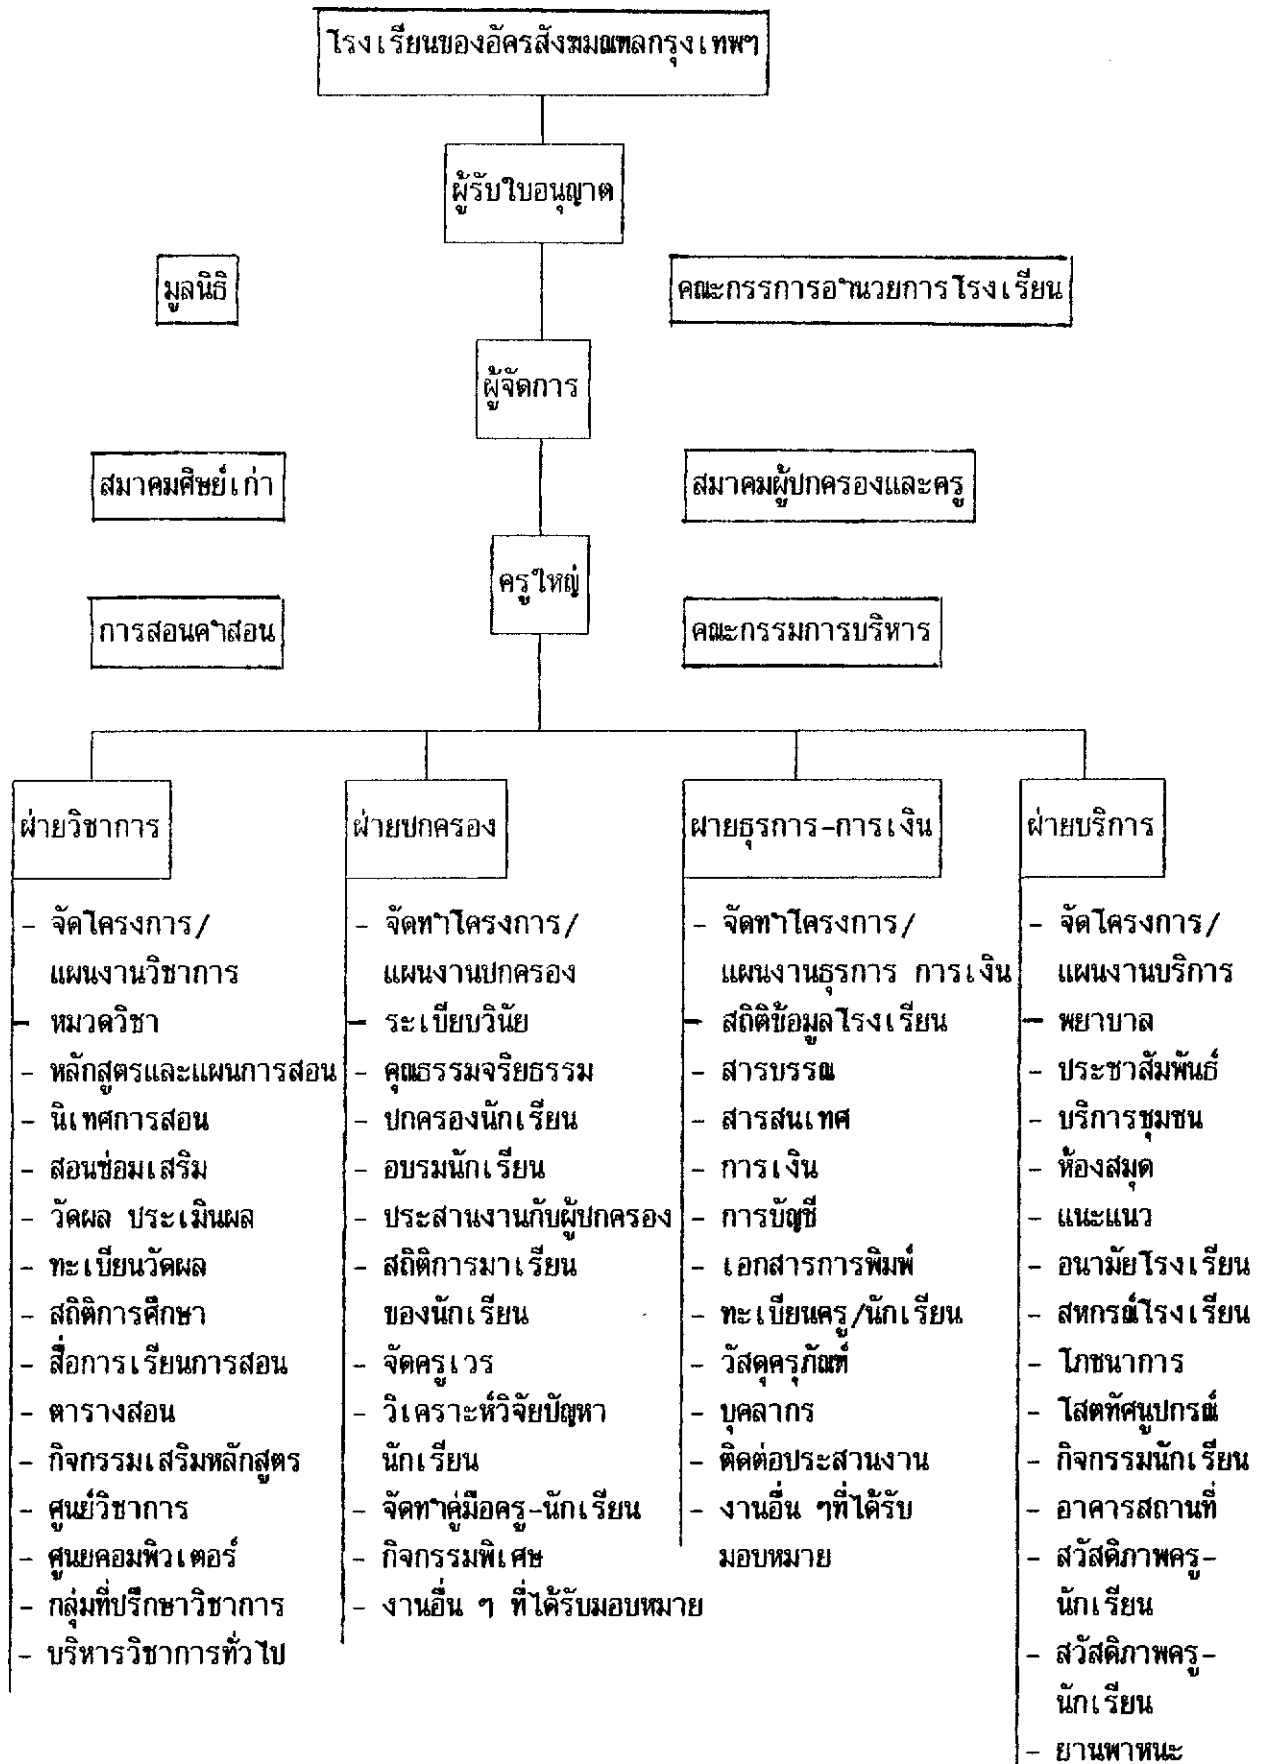 โรงเรียนของอัครสังฆมณฑลกรุงเทพฯ
ผู้รับใบอนุญาต
มูลนิธิ
คณะกรรการอำนวยการโรงเรียน
ผู้จัดการ
สมาคมศิษย์เก่า
สมาคมผู้ปกครองและครู
ครูใหญ่
การสอนคำสอน
คณะกรรมการบริหาร
ฝ่ายวิชาการ
- จัดโครงการ/
แผนงานวิชาการ
- หมวดวิชา
- หลักสูตรและแผนการสอน
- นิเทศการสอน
- สอนซ่อมเสริม
- วัดผล ประเมินผล
- ทะเบียนวัดผล
- สถิติการศึกษา
- สื่อการเรียนการสอน
- ตารางสอน
- กิจกรรมเสริมหลักสูตร
- ศูนย์วิชาการ
- ศูนยคอมพิวเตอร์
- กลุ่มที่ปรึกษาวิชาการ
- บริหารวิชาการทั่วไป
ฝ่ายปกครอง
- จัดทำโครงการ/
แผนงานปกครอง
- ระเบียบวินัย
- คุณธรรมจริยธรรม
- ปกครองนักเรียน
- อบรมนักเรียน
- ประสานงานกับผู้ปกครอง
- สถิติการมาเรียน
ของนักเรียน
- จัดครูเวร
- วิเคราะห์วิจัยปัญหา
นักเรียน
- จัดทำคู่มือครู-นักเรียน
- กิจกรรมพิเศษ
- งานอื่น ๆ ที่ได้รับมอบหมาย
ฝายธุรการ-การเงิน
- จัดทำโครงการ/
แผนงานธุรการ การเงิน
- สถิติข้อมูลโรงเรียน
- สารบรรณ
- สารสนเทศ
- การเงิน
- การบัญชี
- เอกสารการพิมพ์
- ทะเบียนครู/นักเรียน
- วัสดุครุภัณฑ์
- บุคลากร
- ติดต่อประสานงาน
- งานอื่น ๆที่ได้รับ
มอบหมาย
ฝ่ายบริการ
- จัดโครงการ/
แผนงานบริการ
- พยาบาล
- ประชาสัมพันธ์
- บริการชุมชน
- ห้องสมุด
- แนะแนว
- อนามัยโรงเรียน
- สหกรณ์โรงเรียน
- โภชนาการ
- โสตทัศนูปกรณ์
- กิจกรรมนักเรียน
- อาคารสถานที่
- สวัสดิภาพครู-
นักเรียน
- สวัสดิภาพครู-
นักเรียน
- ยานพาหนะ